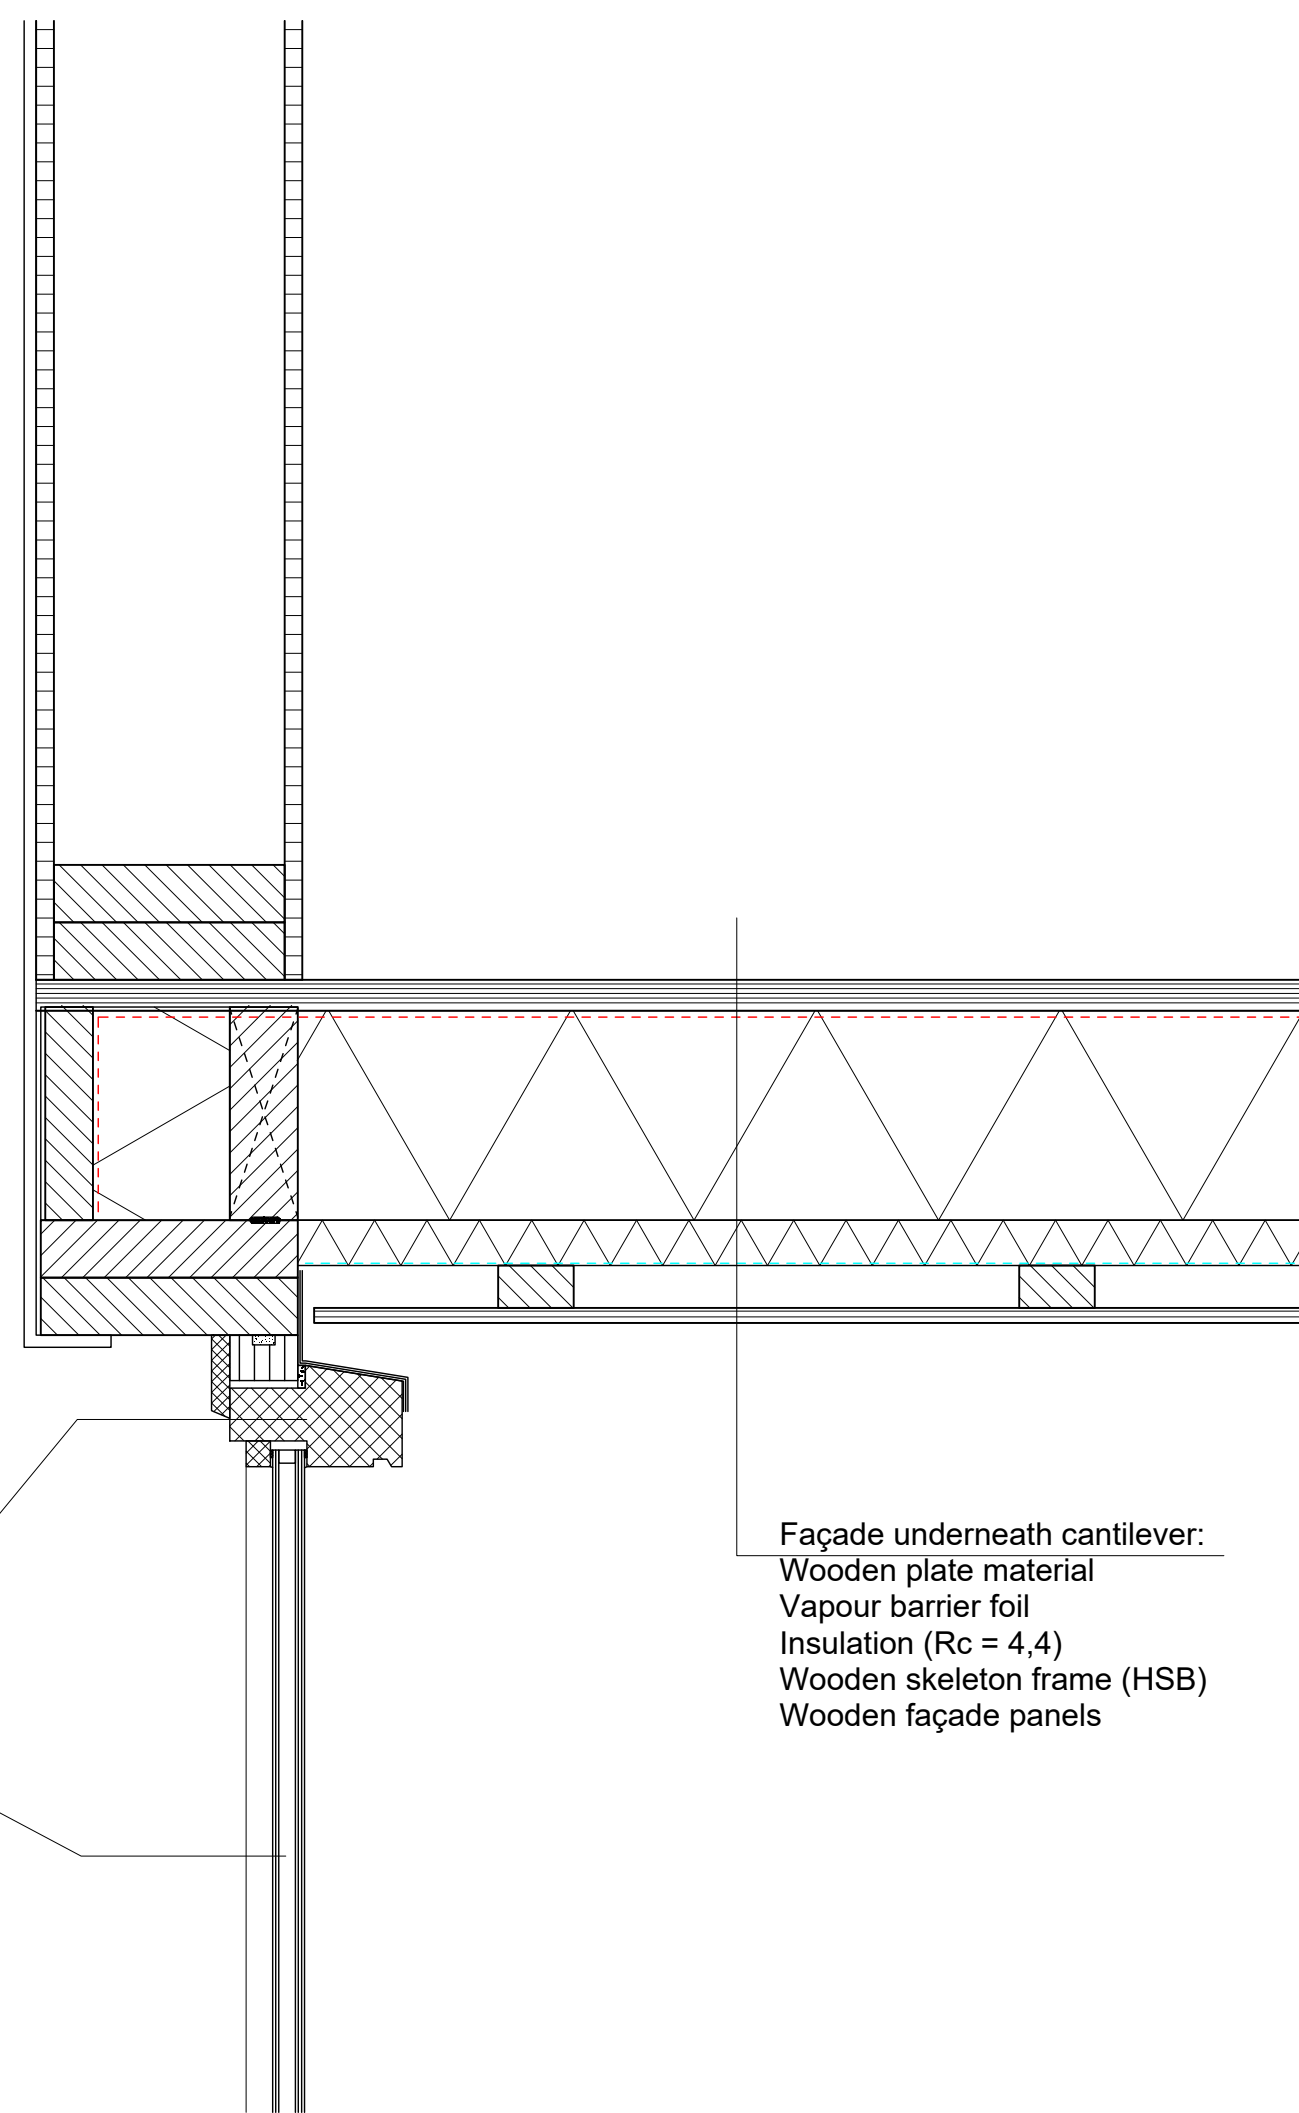 Façade underneath cantilever:
Wooden plate material
Vapour barrier foil
Insulation (Rc = 4,4)
Wooden skeleton frame (HSB)
Wooden façade panels